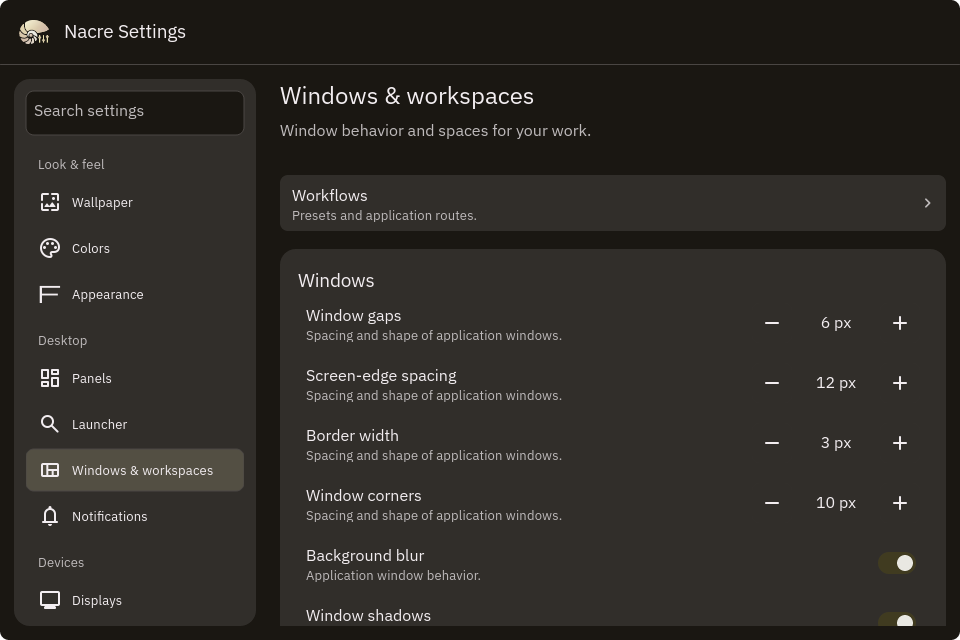 Nacre Settings
Search settings
Look & feel
Wallpaper
Colors
Appearance
Desktop
Panels
Launcher
Windows & workspaces
Notifications
Devices
Displays
Windows & workspaces
Window behavior and spaces for your work.
Workflows
Presets and application routes.
Windows
Window gaps
Spacing and shape of application windows.
6 px
Screen-edge spacing
Spacing and shape of application windows.
12 px
Border width
Spacing and shape of application windows.
3 px
Window corners
Spacing and shape of application windows.
10 px
Background blur
Application window behavior.
Window shadows